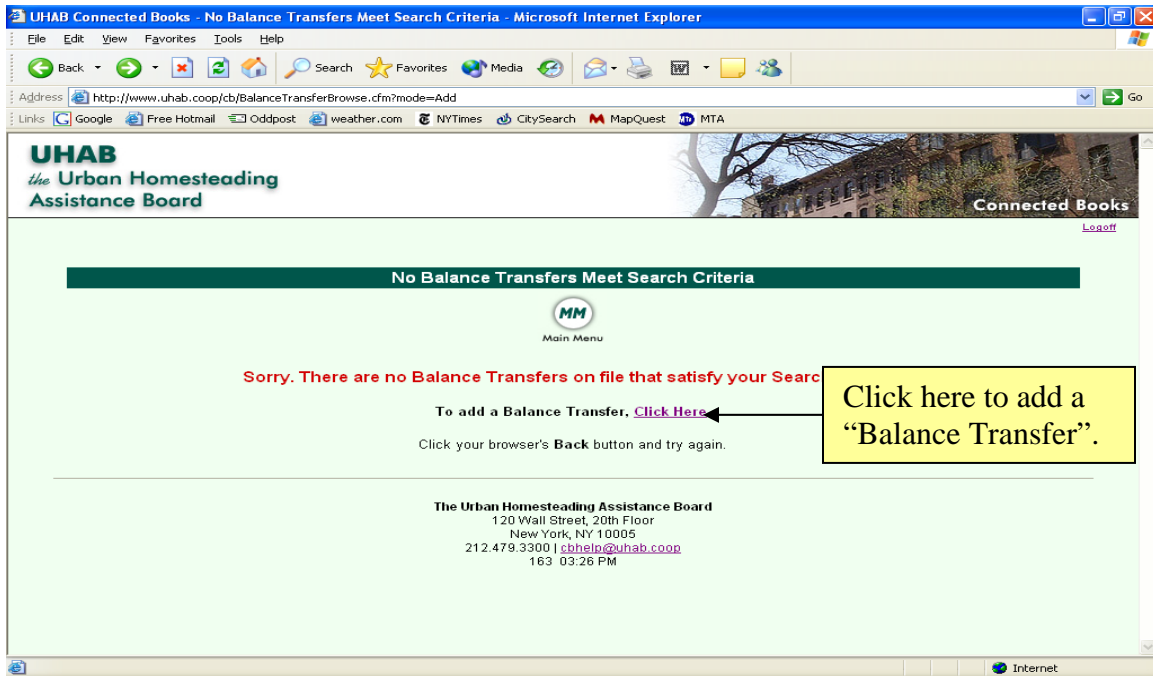 UHAB Connected Books - No Balance Transfers Meet Search Criteria - Microsoft Internet Explorer
File Edit View Favorites Tools Help
Back Search Favorites Media
Address http://www.uhab.coop/cb/BalanceTransferBrowse.cfm?mode=Add Go
Links Google Free Hotmail Oddpost weather.com NYTimes CitySearch MapQuest MTA
UHAB
the Urban Homesteading
Assistance Board
Connected Books
Logoff
No Balance Transfers Meet Search Criteria
MM
Main Menu
Sorry. There are no Balance Transfers on file that satisfy your Searc
To add a Balance Transfer, Click Here
Click your browser's Back button and try again.
Click here to add a
“Balance Transfer”.
The Urban Homesteading Assistance Board
120 Wall Street, 20th Floor
New York, NY 10005
212.479.3300 | cbhelp@uhab.coop
163 03:26 PM
Internet